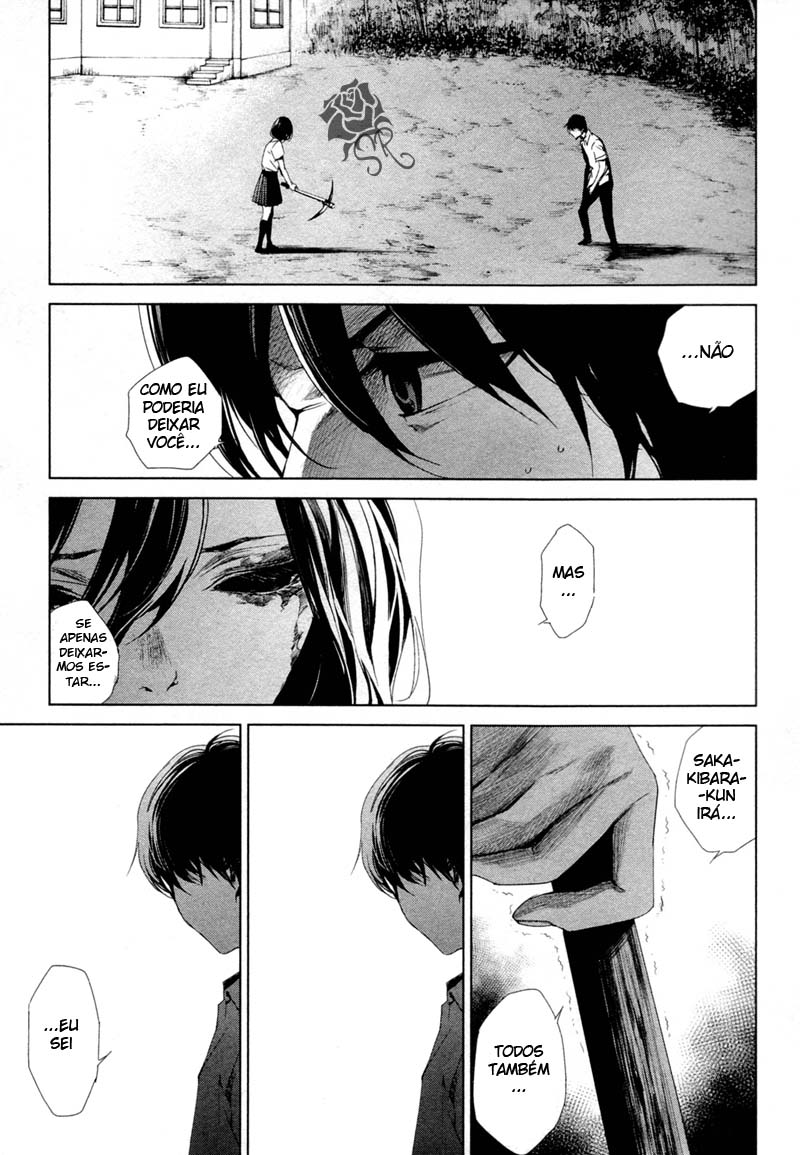 ...NÃO
COMO EU
PODERIA
DEIXAR
VOCÊ...
MAS
...
SE
APENAS
DEIXAR-
MOS ES-
TAR...
SAKA-
KIBARA-
-KUN
IRÁ...
TODOS
TAMBÉM
...
...EU
SEI
SR